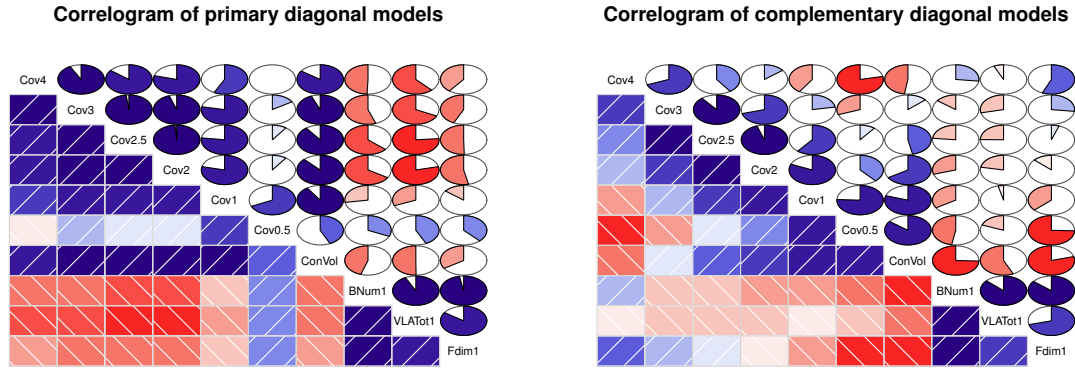 Correlogram of primary diagonal models
Cov4
Cov3
Cov2.5
Cov2
Cov1
Cov0.5
ConVol
BNum1
VLATot1
Fdim1
Correlogram of complementary diagonal models
Cov4
Cov3
Cov2.5
Cov2
Cov1
Cov0.5
ConVol
BNum1
VLATot1
Fdim1